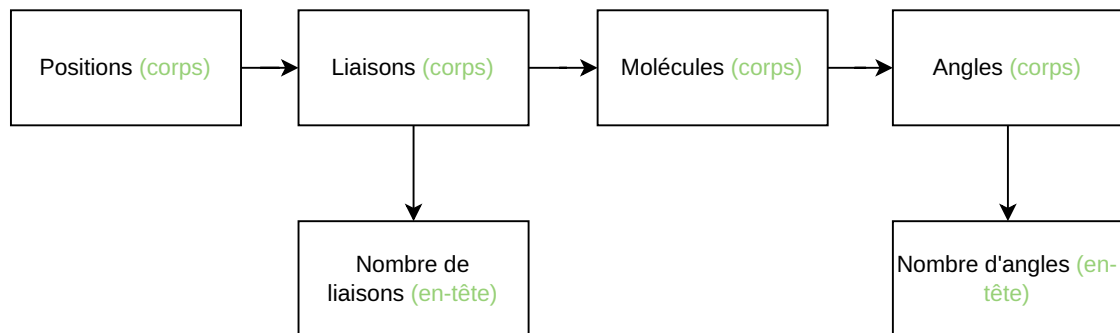 Positions (corps)
Liaisons (corps)
Molécules (corps)
Angles (corps)
Nombre de
liaisons (en-tête)
Nombre d'angles (en-
tête)